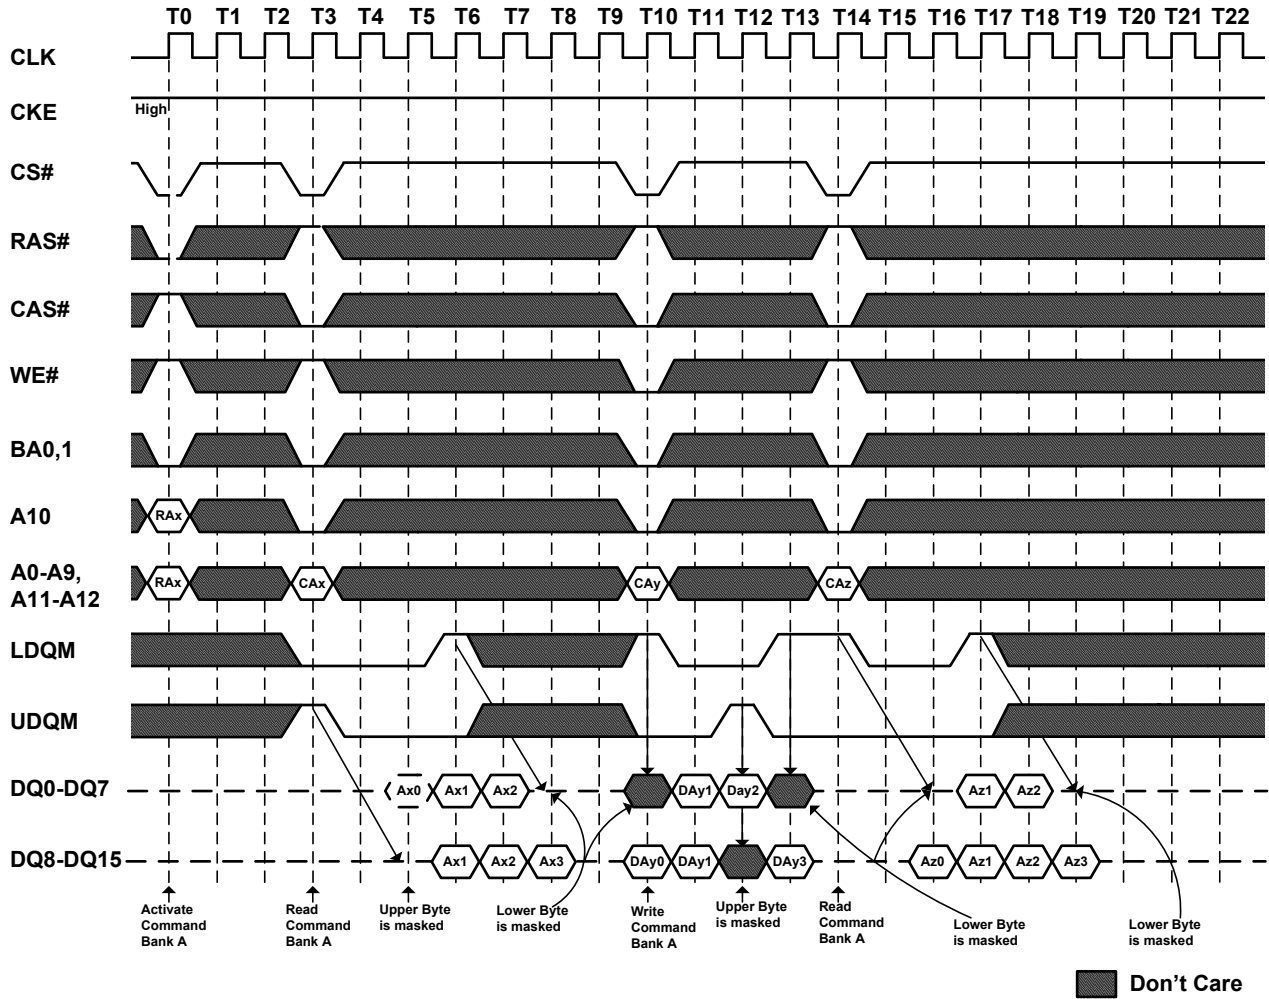 T0 T1 T2 T3 T4 T5 T6 T7 T8 T9 T10 T11 T12 T13 T14 T15 T16 T17 T18 T19 T20 T21 T22
CLK
CKE High
CS#
RAS#
CAS#
WE#
BA0,1
A10 RAx
A0-A9, RAx CAx CAy CAz
A11-A12
LDQM
UDQM
DQ0-DQ7 Ax0 Ax1 Ax2 DAy1 Day2 Az1 Az2
DQ8-DQ15 Ax1 Ax2 Ax3 DAy0 DAy1 DAy3 Az0 Az1 Az2 Az3
Activate
Command
Bank A
Read
Command
Bank A
Upper Byte
is masked
Lower Byte
is masked
Write
Command
Bank A
Upper Byte
is masked
Read
Command
Bank A
Lower Byte
is masked
Lower Byte
is masked
Don't Care